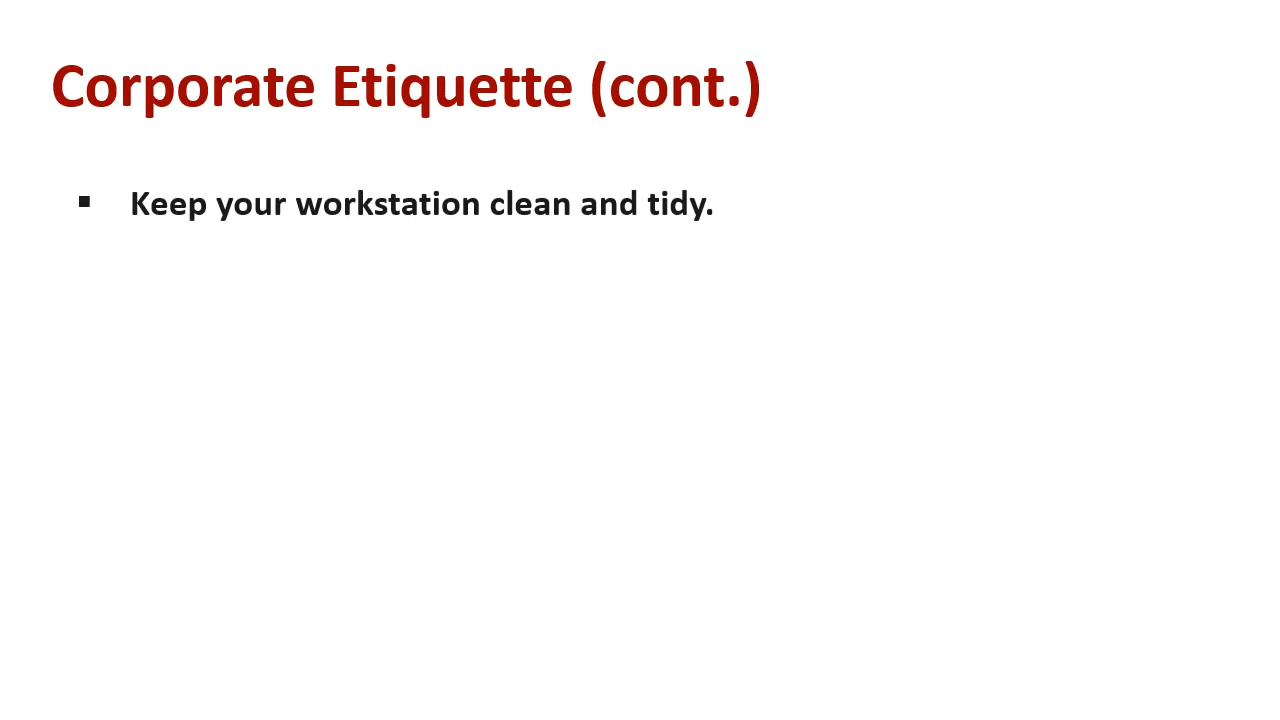 Corporate Etiquette (cont.)
▪ Keep your workstation clean and tidy.